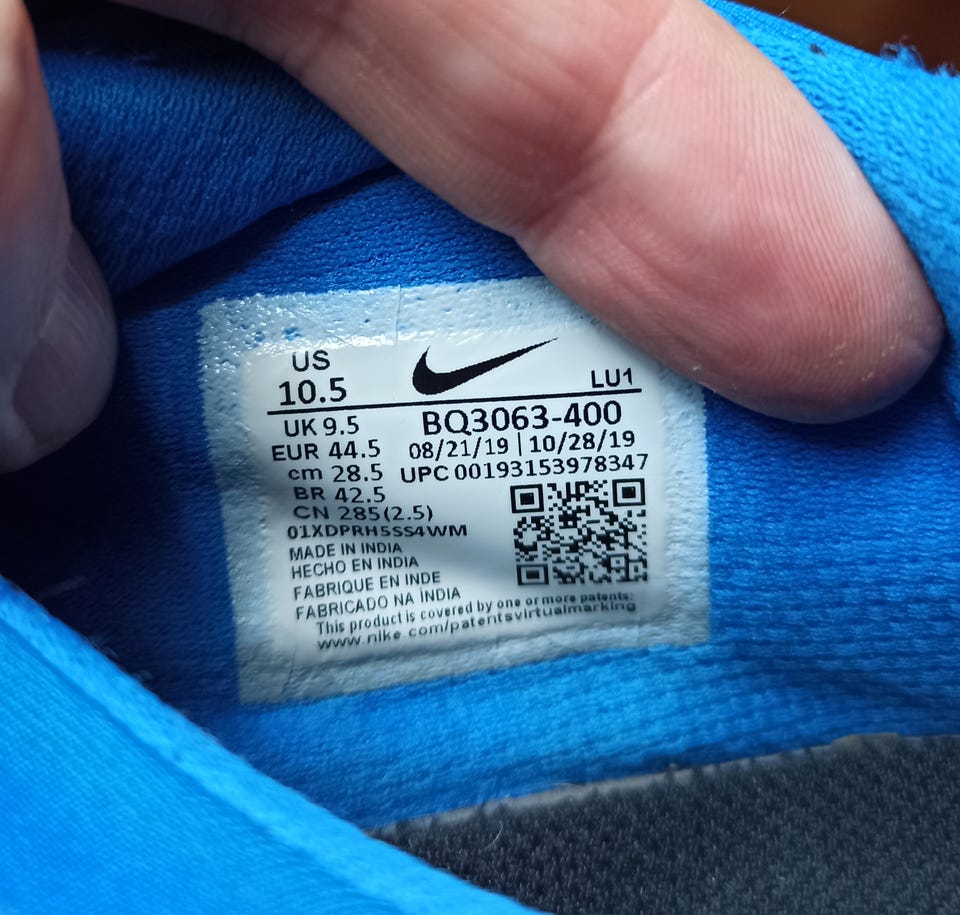 US
10.5
LU1
UK 9.5
BQ3063-400
EUR 44.5
08/21/19 | 10/28/19
cm 28.5
UPC 00193153978347
BR 42.5
CN 285(2.5)
01XDPRH5SS4WM
MADE IN INDIA
HECHO EN INDIA
FABRIQUE EN INDE
FABRICADO NA ÍNDIA
This product is covered by one or more patents:
www.nike.com/patentsvirtualmarking